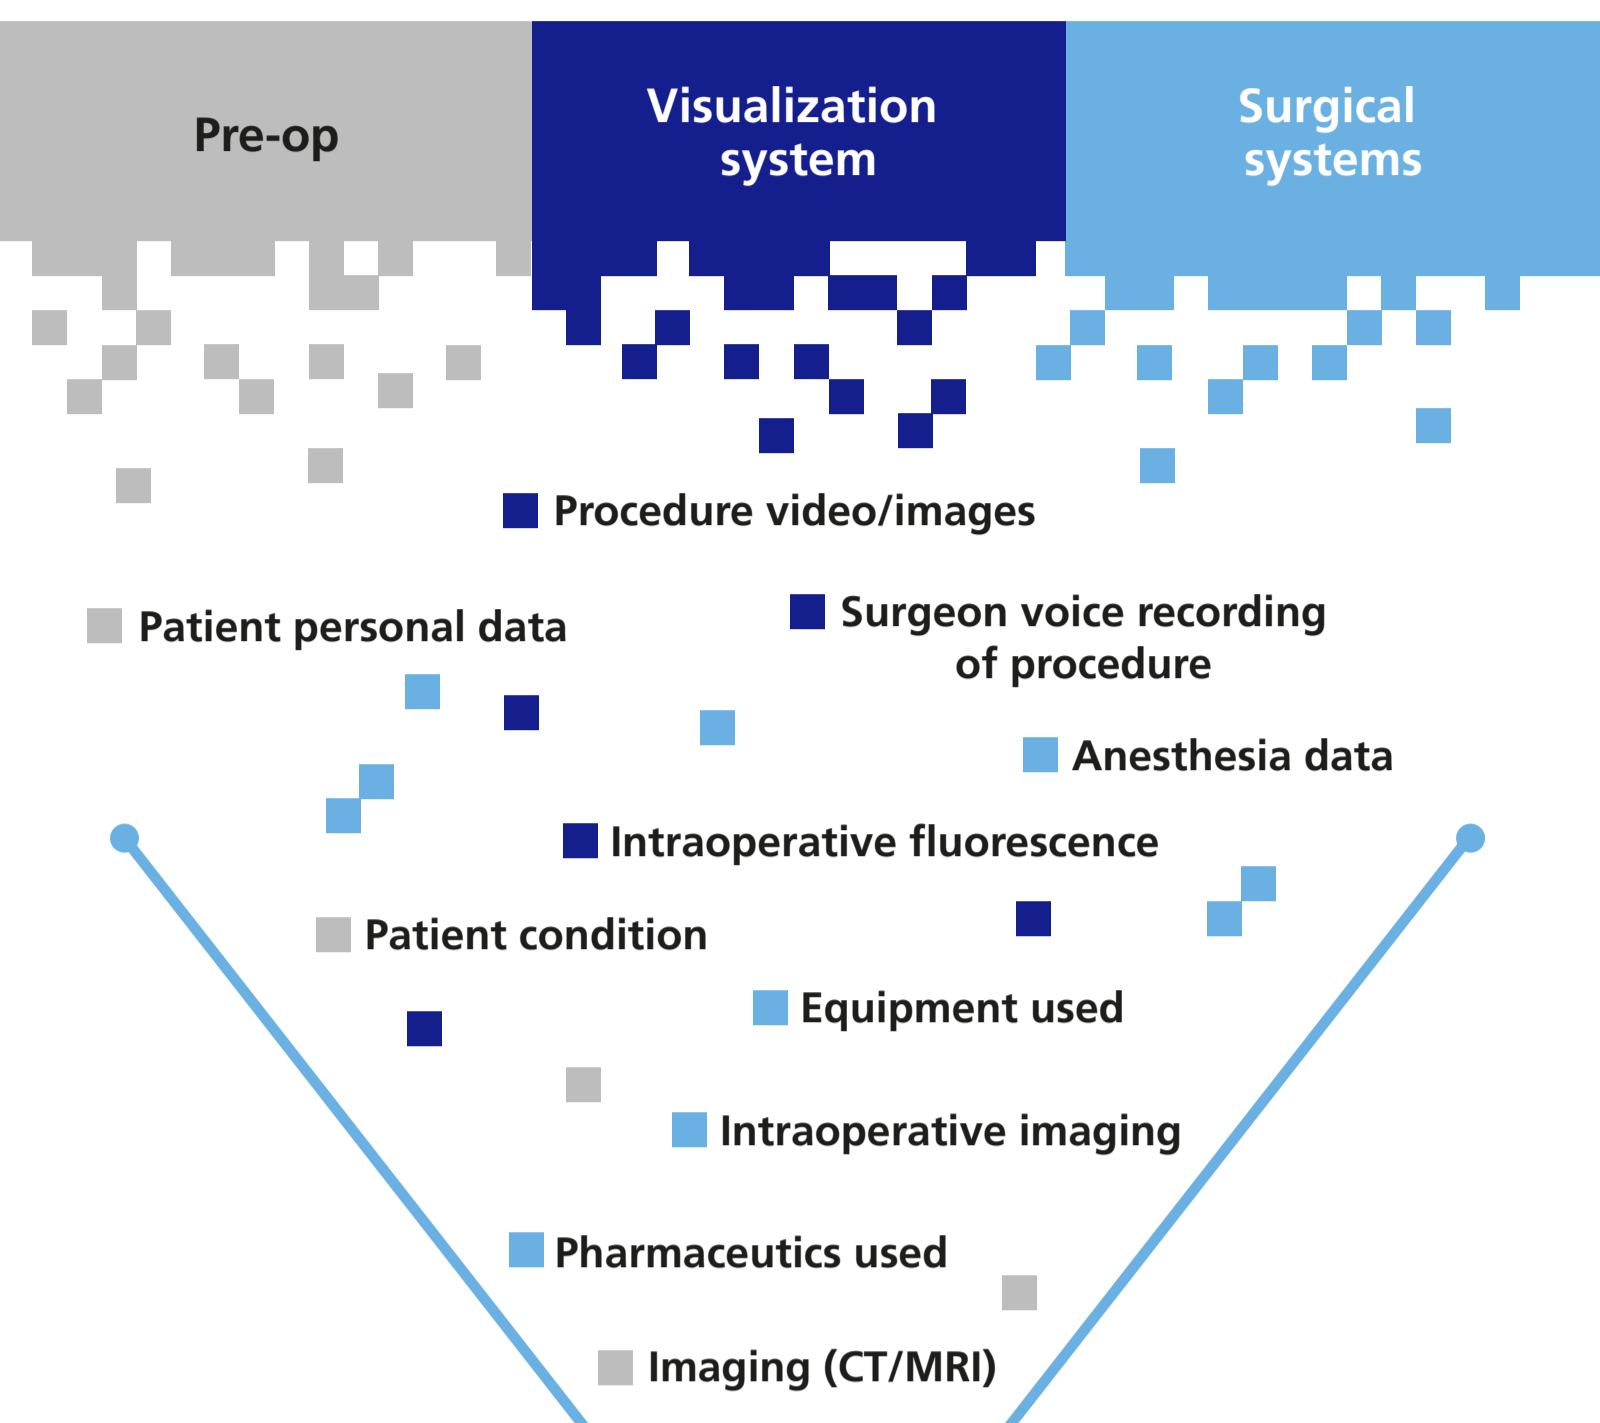 Pre-op
Visualization
system
Surgical
systems
Procedure video/images
Patient personal data
Surgeon voice recording
of procedure
Anesthesia data
Intraoperative fluorescence
Patient condition
Equipment used
Intraoperative imaging
Pharmaceutics used
Imaging (CT/MRI)